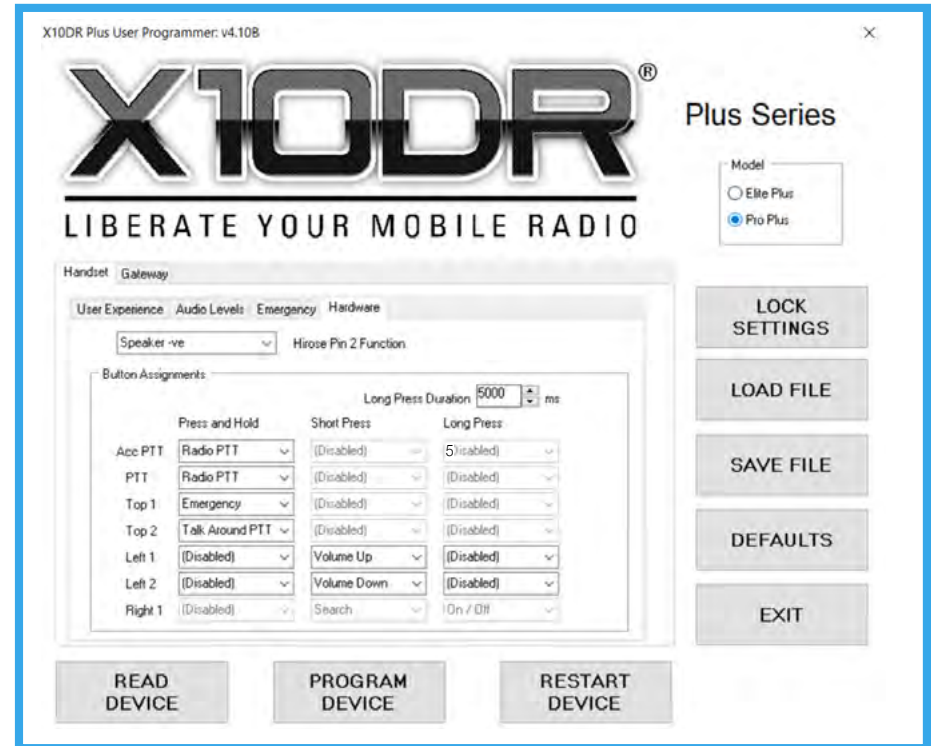 X10DR Plus User Programmer: v4.10B
X10DR®
LIBERATE YOUR MOBILE RADIO
Plus Series
Model
Elite Plus
Pro Plus
Handset Gateway
User Experience Audio Levels Emergency Hardware
Speaker -ve Hirose Pin 2 Function
Button Assignments
Long Press Duration 5000 ms
Press and Hold Short Press Long Press
Acc PTT Radio PTT (Disabled) 5isabled)
PTT Radio PTT (Disabled) (Disabled)
Top 1 Emergency (Disabled) (Disabled)
Top 2 Talk Around PTT (Disabled) (Disabled)
Left 1 (Disabled) Volume Up (Disabled)
Left 2 (Disabled) Volume Down (Disabled)
Right 1 (Disabled) Search On / Off
LOCK
SETTINGS
LOAD FILE
SAVE FILE
DEFAULTS
EXIT
READ
DEVICE
PROGRAM
DEVICE
RESTART
DEVICE